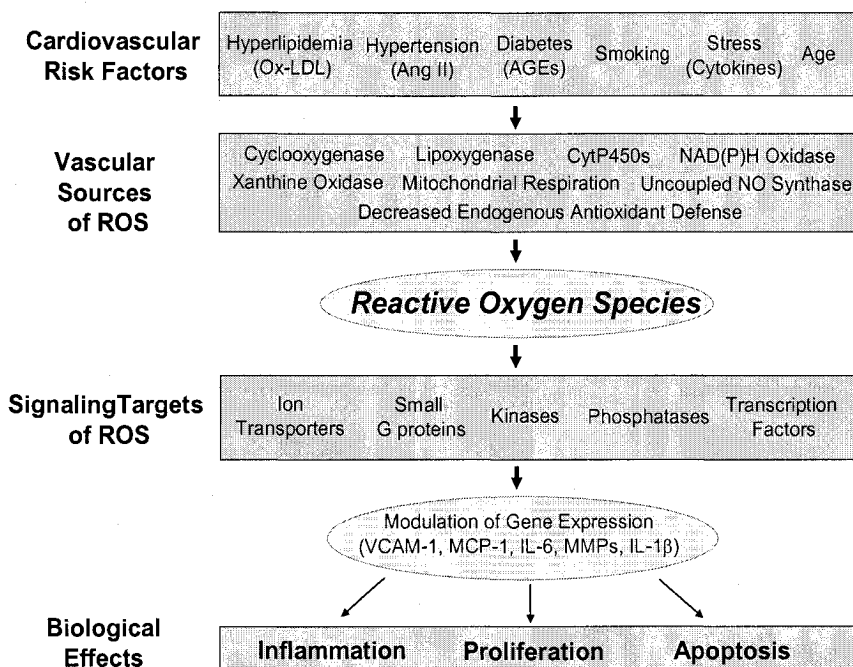 Cardiovascular
Risk Factors
Hyperlipidemia
(Ox-LDL)
Hypertension
(Ang II)
Diabetes
(AGEs)
Smoking
Stress
(Cytokines)
Age
Vascular
Sources
of ROS
Cyclooxygenase Lipoxygenase CytP450s NAD(P)H Oxidase
Xanthine Oxidase Mitochondrial Respiration Uncoupled NO Synthase
Decreased Endogenous Antioxidant Defense
Reactive Oxygen Species
SignalingTargets
of ROS
Ion
Transporters
Small
G proteins
Kinases
Phosphatases
Transcription
Factors
Modulation of Gene Expression
(VCAM-1, MCP-1, IL-6, MMPs, IL-1β)
Biological
Effects
Inflammation Proliferation Apoptosis